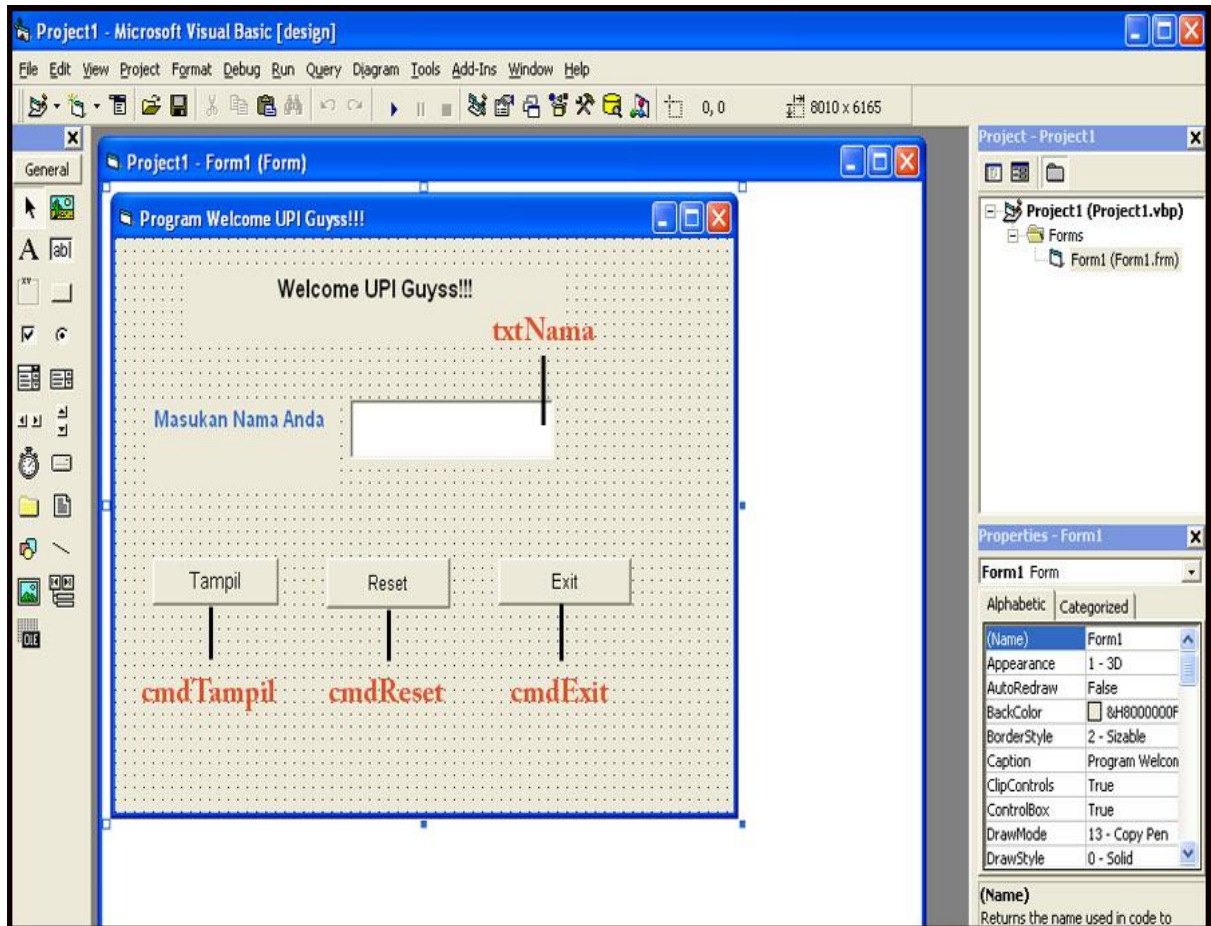 Project1 - Microsoft Visual Basic [design]
File Edit View Project Format Debug Run Query Diagram Tools Add-Ins Window Help
0, 0 8010 x 6165
General
A ab|
XY
OLE
Project1 - Form1 (Form)
Program Welcome UPI Guyss!!!
Welcome UPI Guyss!!!
txtNama
Masukan Nama Anda
Tampil Reset Exit
cmdTampil cmdReset cmdExit
Project - Project1
Project1 (Project1.vbp)
Forms
Form1 (Form1.frm)
Properties - Form1
Form1 Form
Alphabetic Categorized
(Name) Form1
Appearance 1 - 3D
AutoRedraw False
BackColor &H8000000F
BorderStyle 2 - Sizable
Caption Program Welcon
ClipControls True
ControlBox True
DrawMode 13 - Copy Pen
DrawStyle 0 - Solid
(Name)
Returns the name used in code to